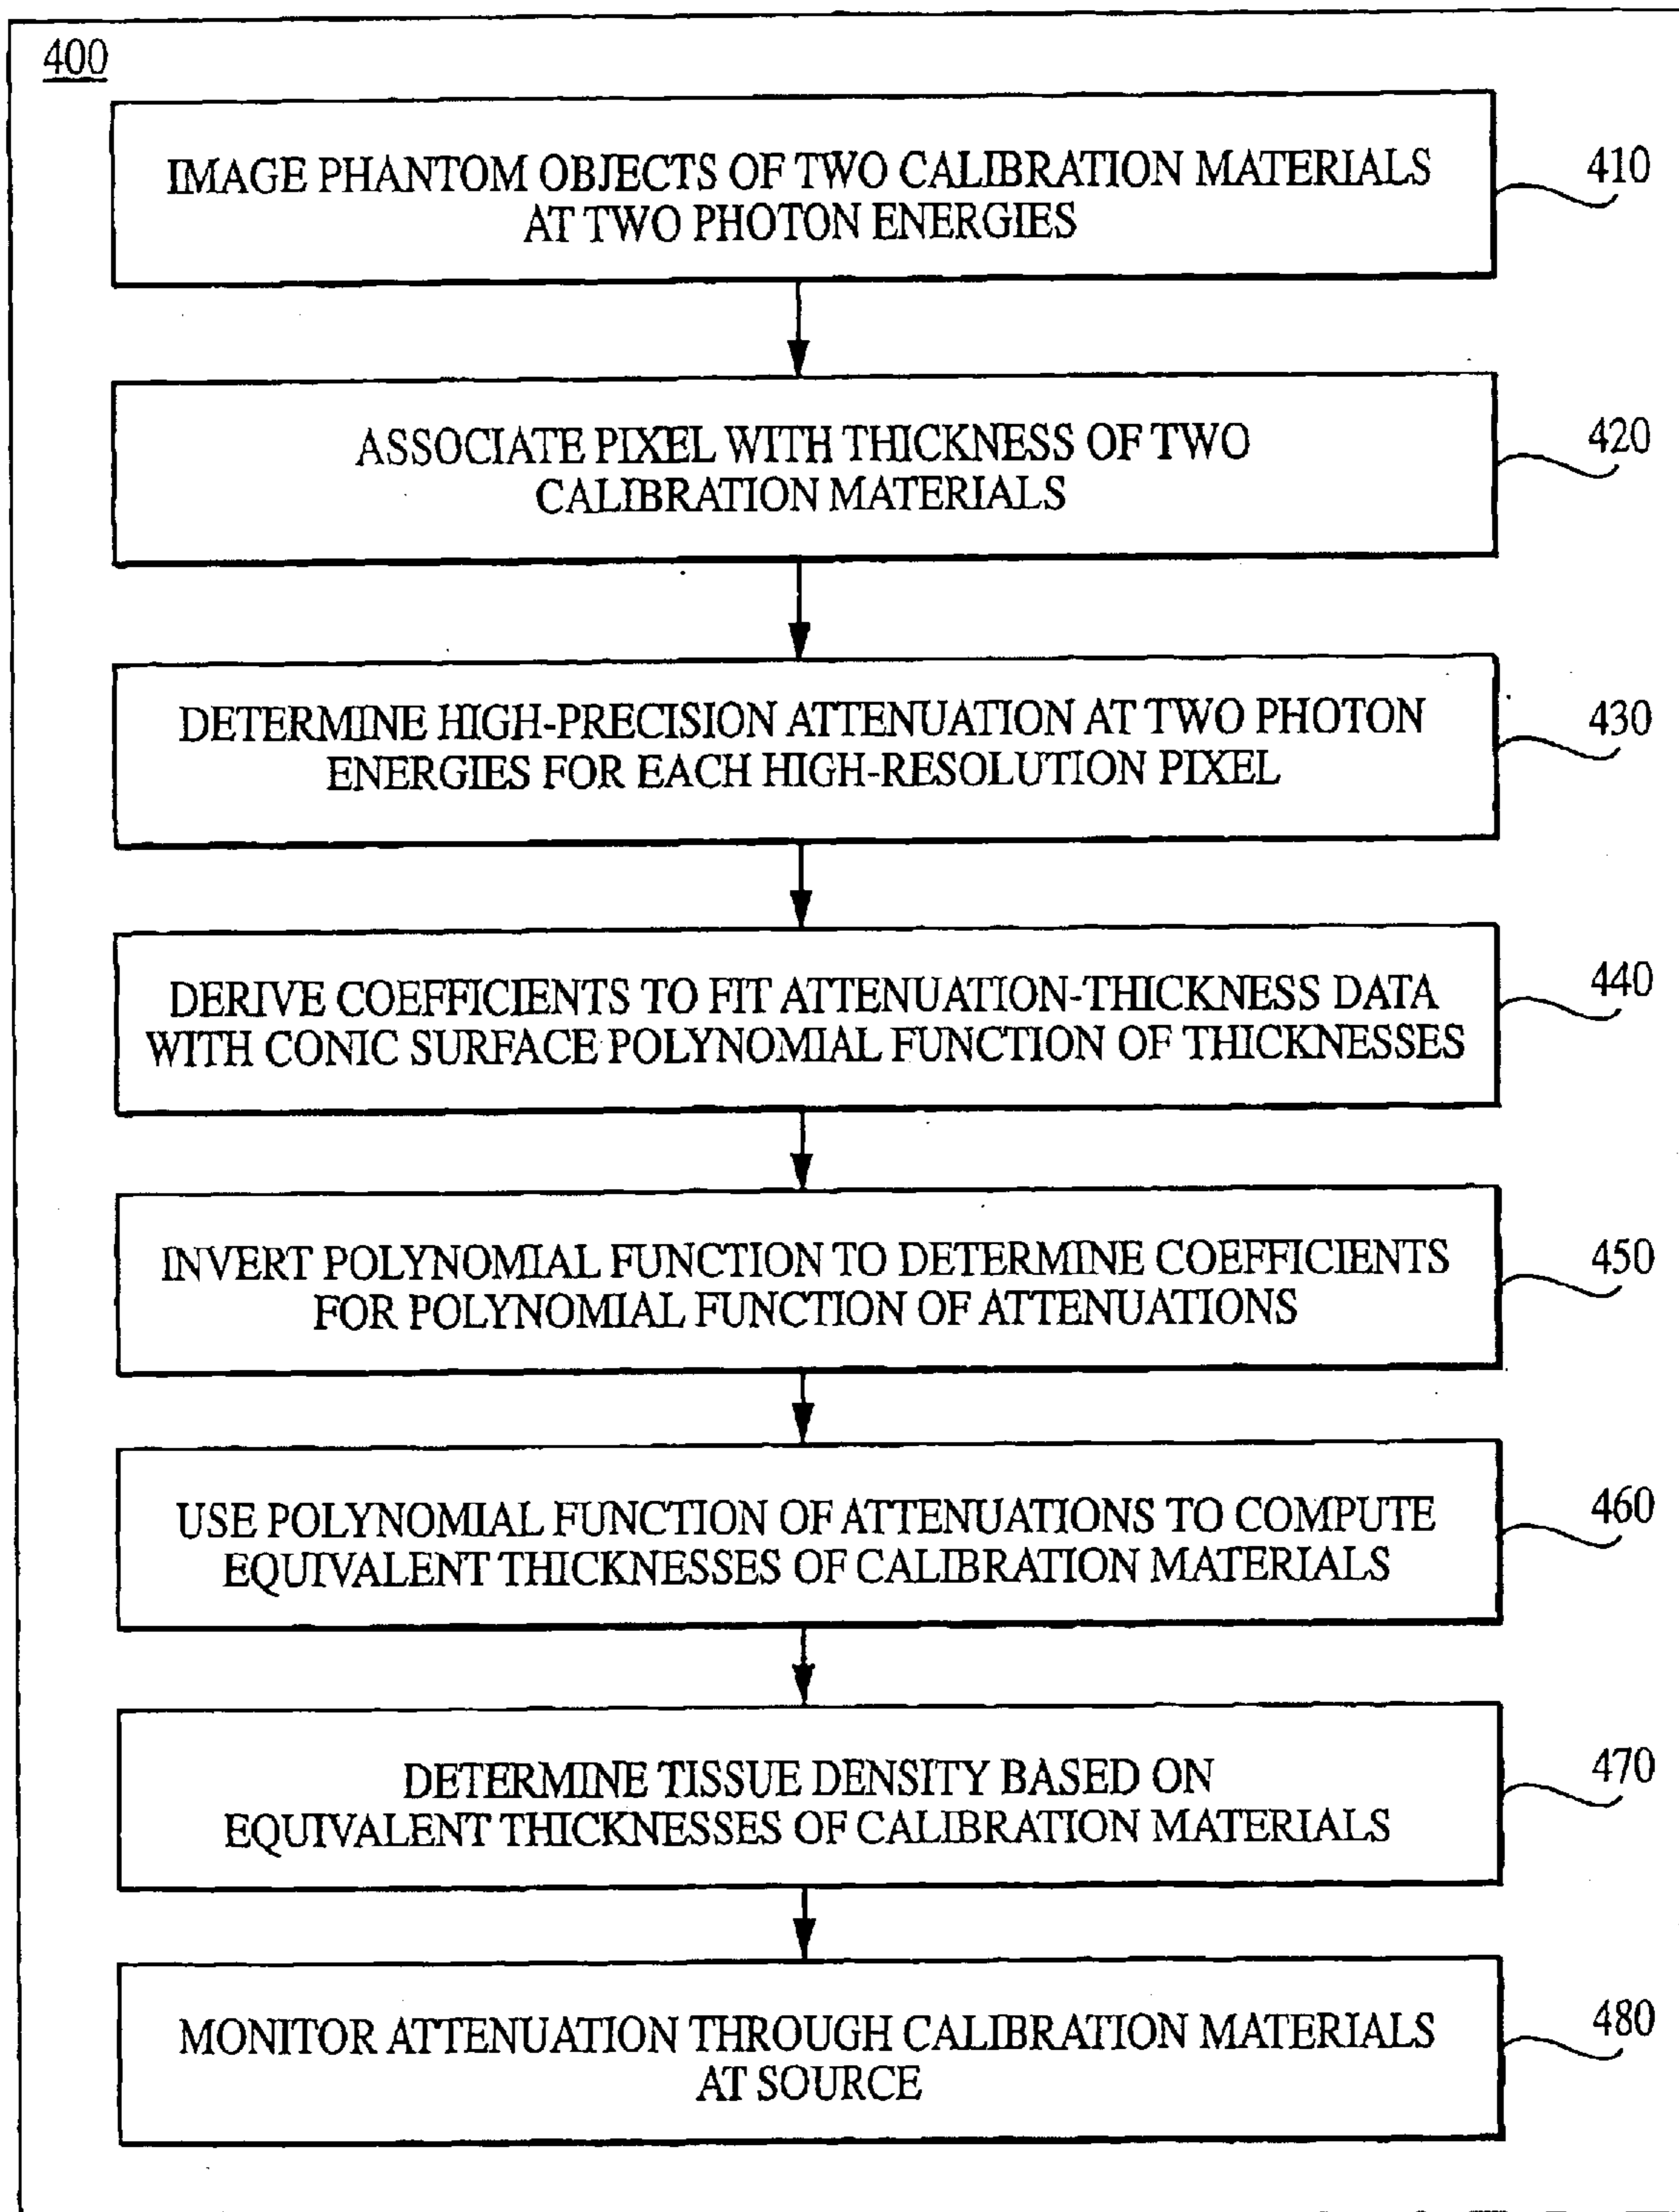 400
IMAGE PHANTOM OBJECTS OF TWO CALIBRATION MATERIALS
AT TWO PHOTON ENERGIES
410
ASSOCIATE PIXEL WITH THICKNESS OF TWO
CALIBRATION MATERIALS
420
DETERMINE HIGH-PRECISION ATTENUATION AT TWO PHOTON
ENERGIES FOR EACH HIGH-RESOLUTION PIXEL
430
DERIVE COEFFICIENTS TO FIT ATTENUATION-THICKNESS DATA
WITH CONIC SURFACE POLYNOMIAL FUNCTION OF THICKNESSES
440
INVERT POLYNOMIAL FUNCTION TO DETERMINE COEFFICIENTS
FOR POLYNOMIAL FUNCTION OF ATTENUATIONS
450
USE POLYNOMIAL FUNCTION OF ATTENUATIONS TO COMPUTE
EQUIVALENT THICKNESSES OF CALIBRATION MATERIALS
460
DETERMINE TISSUE DENSITY BASED ON
EQUIVALENT THICKNESSES OF CALIBRATION MATERIALS
470
MONITOR ATTENUATION THROUGH CALIBRATION MATERIALS
AT SOURCE
480